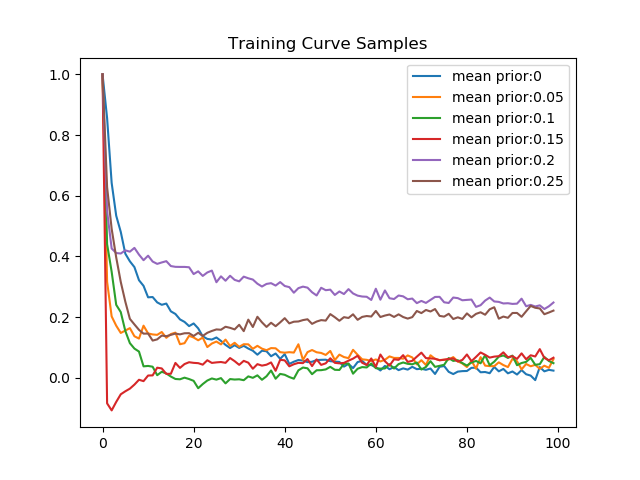 Training Curve Samples
mean prior:0
mean prior:0.05
mean prior:0.1
mean prior:0.15
mean prior:0.2
mean prior:0.25
1.0
0.8
0.6
0.4
0.2
0.0
0 20 40 60 80 100